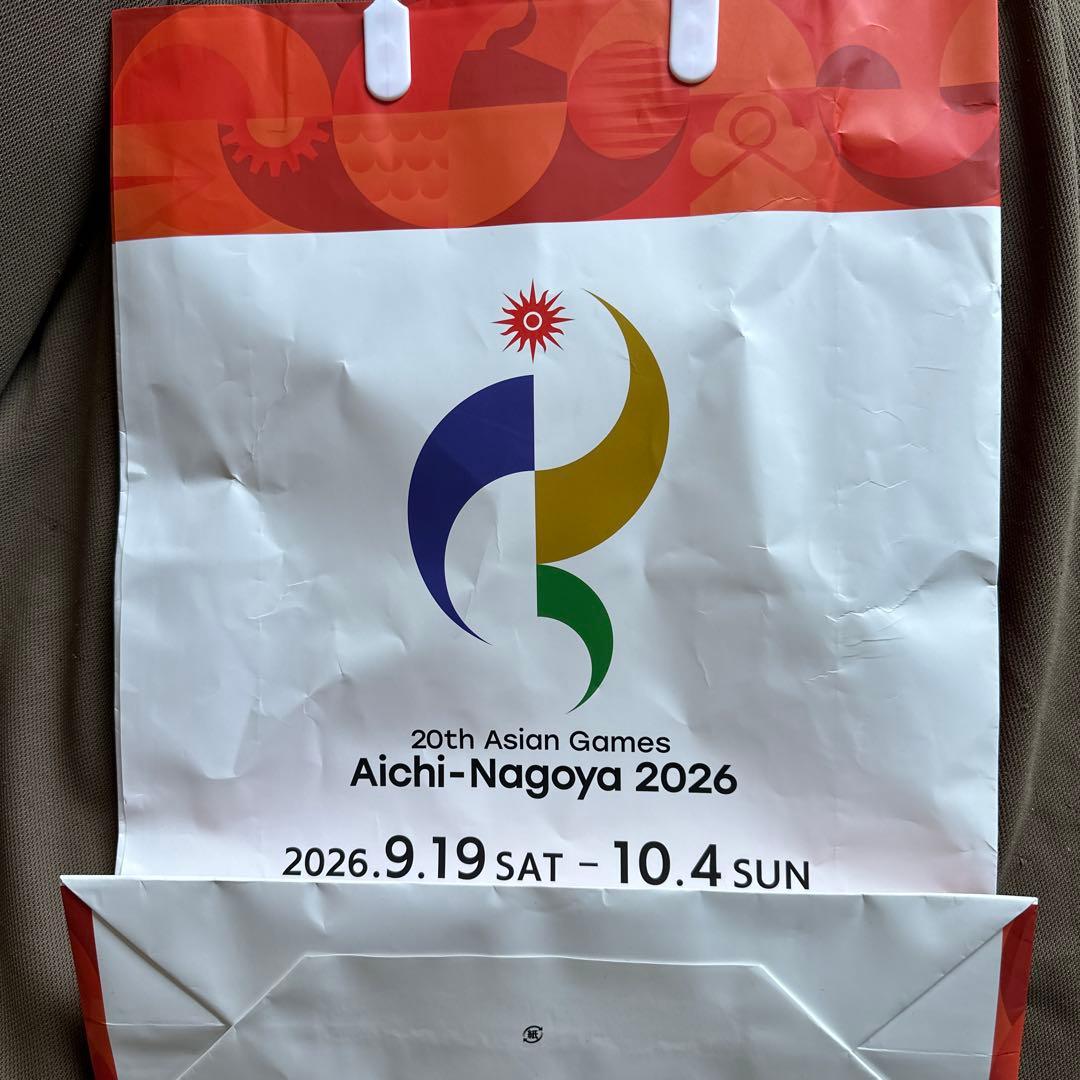 20th Asian Games
Aichi-Nagoya 2026
2026.9.19 SAT – 10.4 SUN
紙